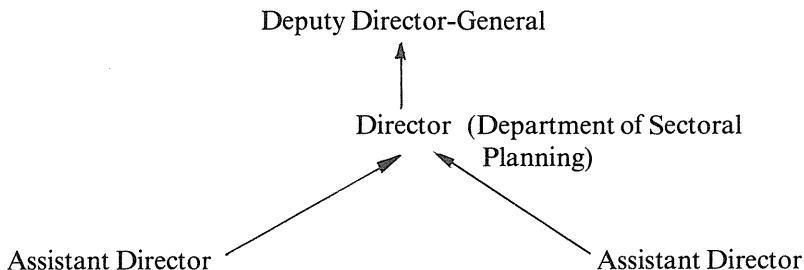 Deputy Director-General
Director (Department of Sectoral
Planning)
Assistant Director
Assistant Director